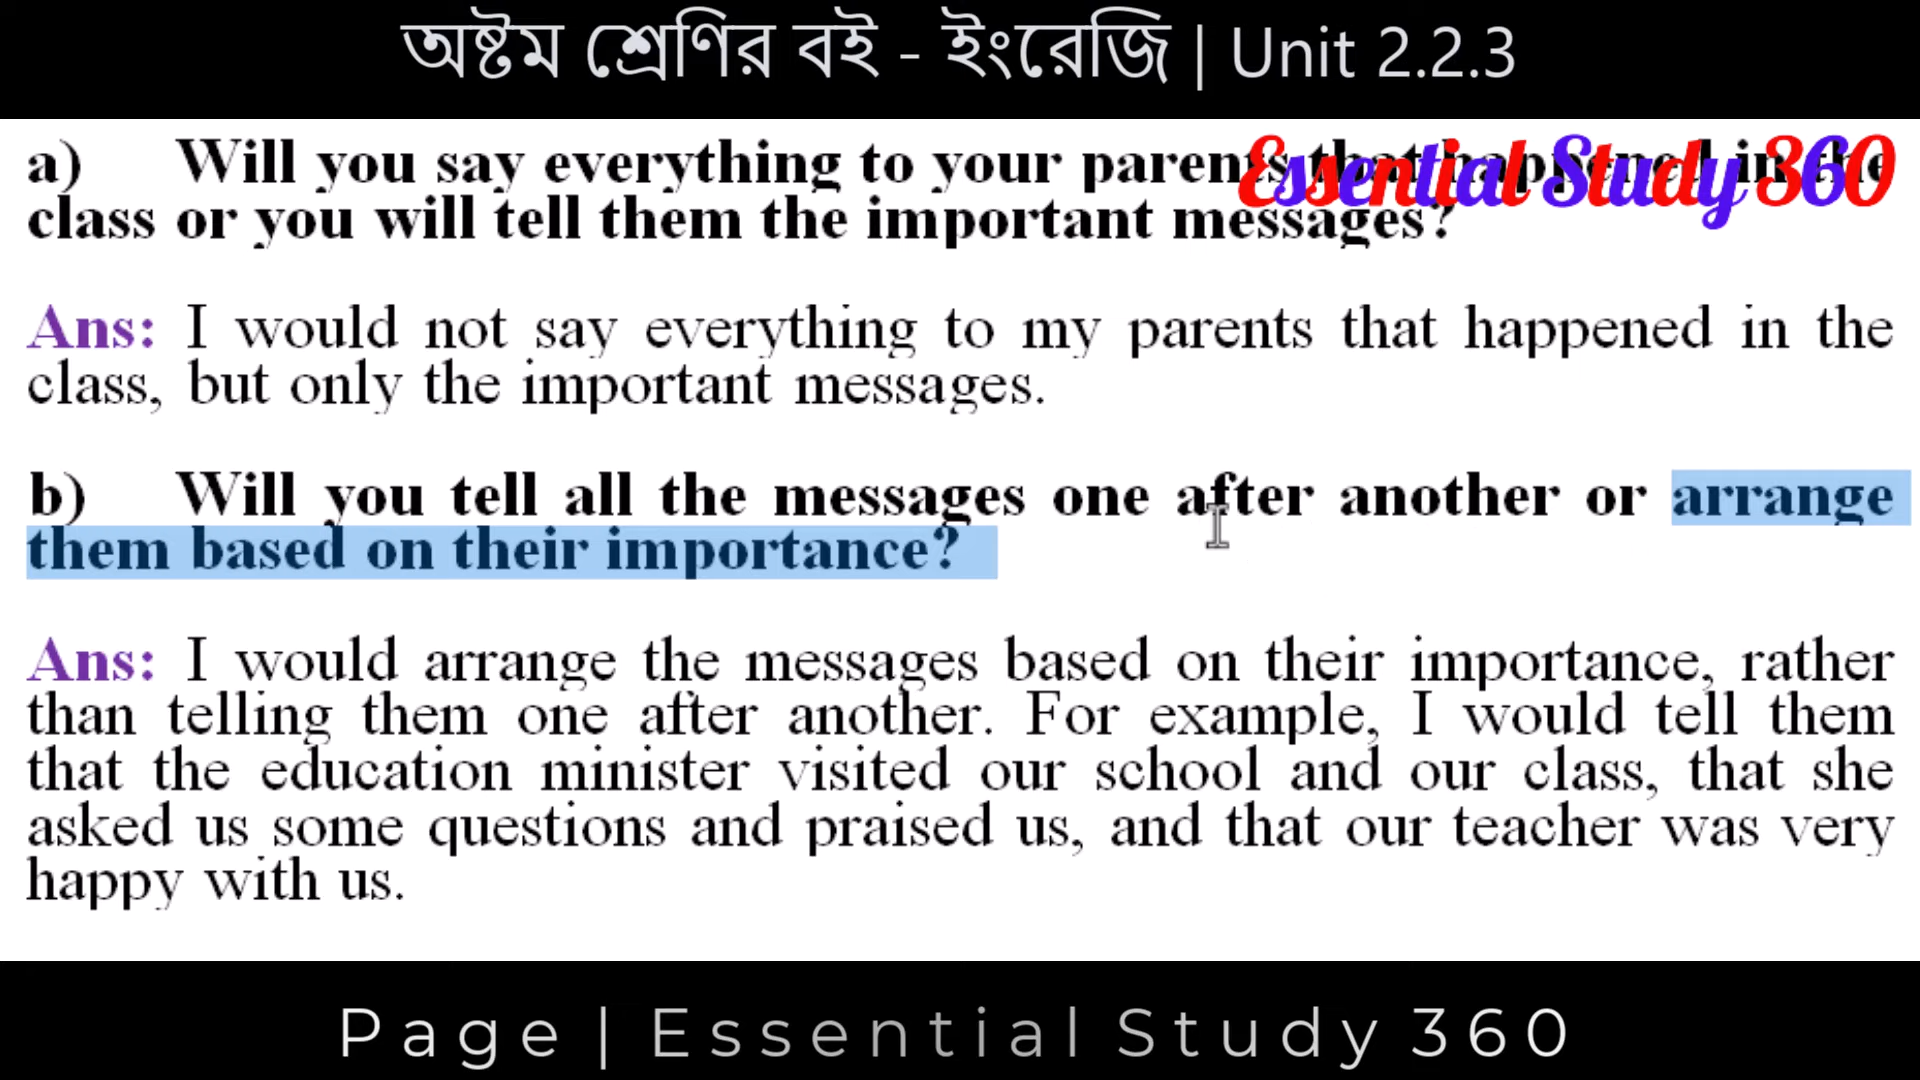 অষ্টম শ্রেণির বই - ইংরেজি | Unit 2.2.3
Essential Study 360
a) Will you say everything to your parents that happened in the
class or you will tell them the important messages?
Ans: I would not say everything to my parents that happened in the
class, but only the important messages.
b) Will you tell all the messages one after another or arrange
them based on their importance?
Ans: I would arrange the messages based on their importance, rather
than telling them one after another. For example, I would tell them
that the education minister visited our school and our class, that she
asked us some questions and praised us, and that our teacher was very
happy with us.
Page | Essential Study 360